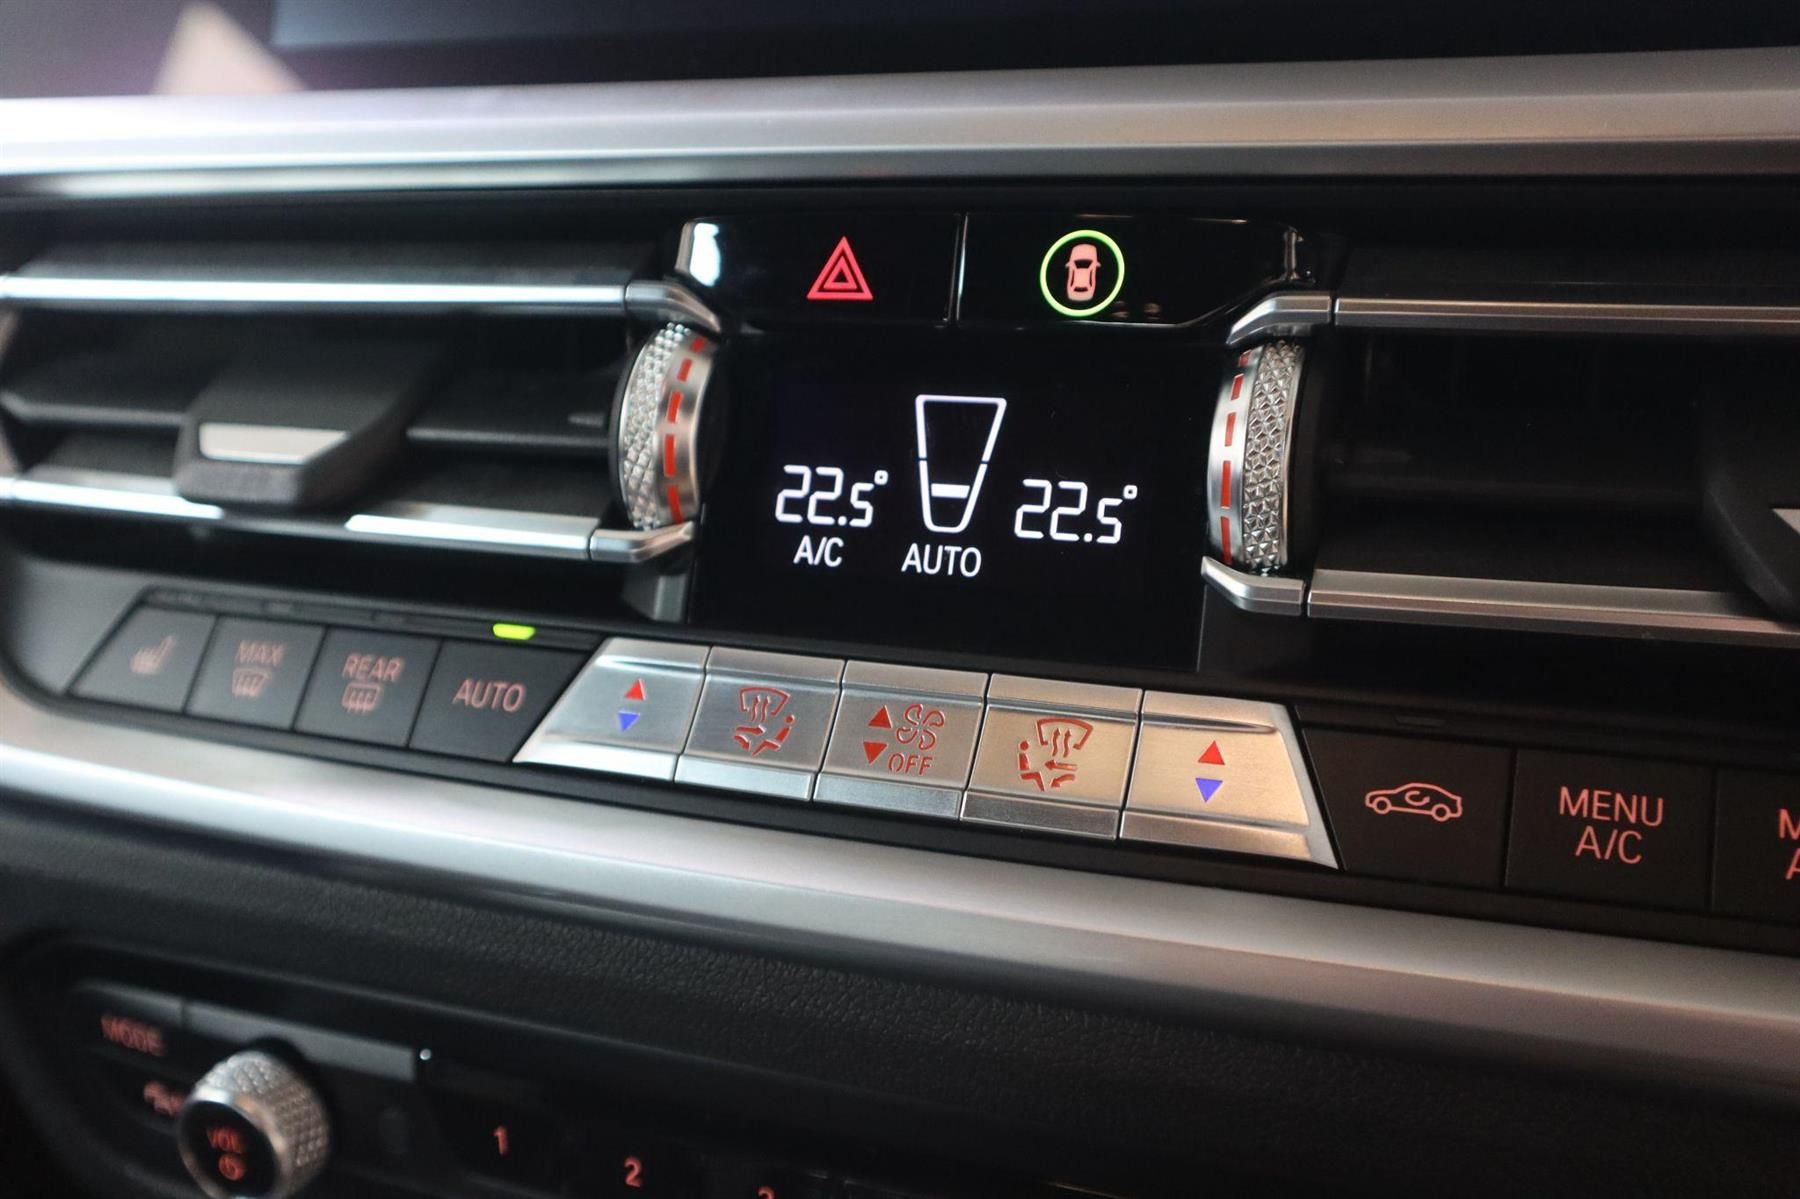 22.5°
A/C
AUTO
22.5°
MAX
REAR
AUTO
OFF
MENU
A/C
MODE
VOL
1
2